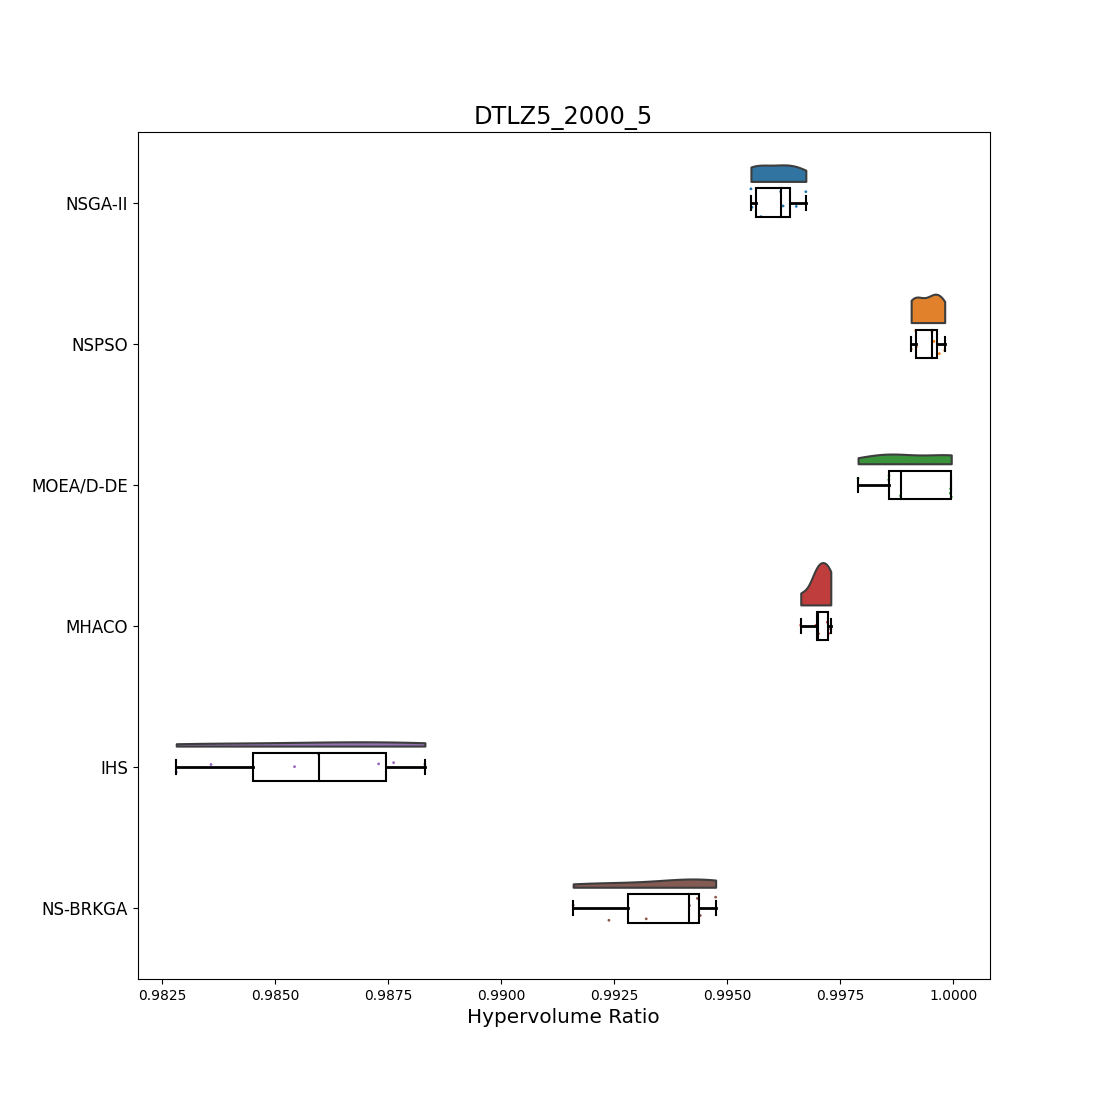 DTLZ5_2000_5
NSGA-II
NSPSO
MOEA/D-DE
MHACO
IHS
NS-BRKGA
0.9825 0.9850 0.9875 0.9900 0.9925 0.9950 0.9975 1.0000
Hypervolume Ratio